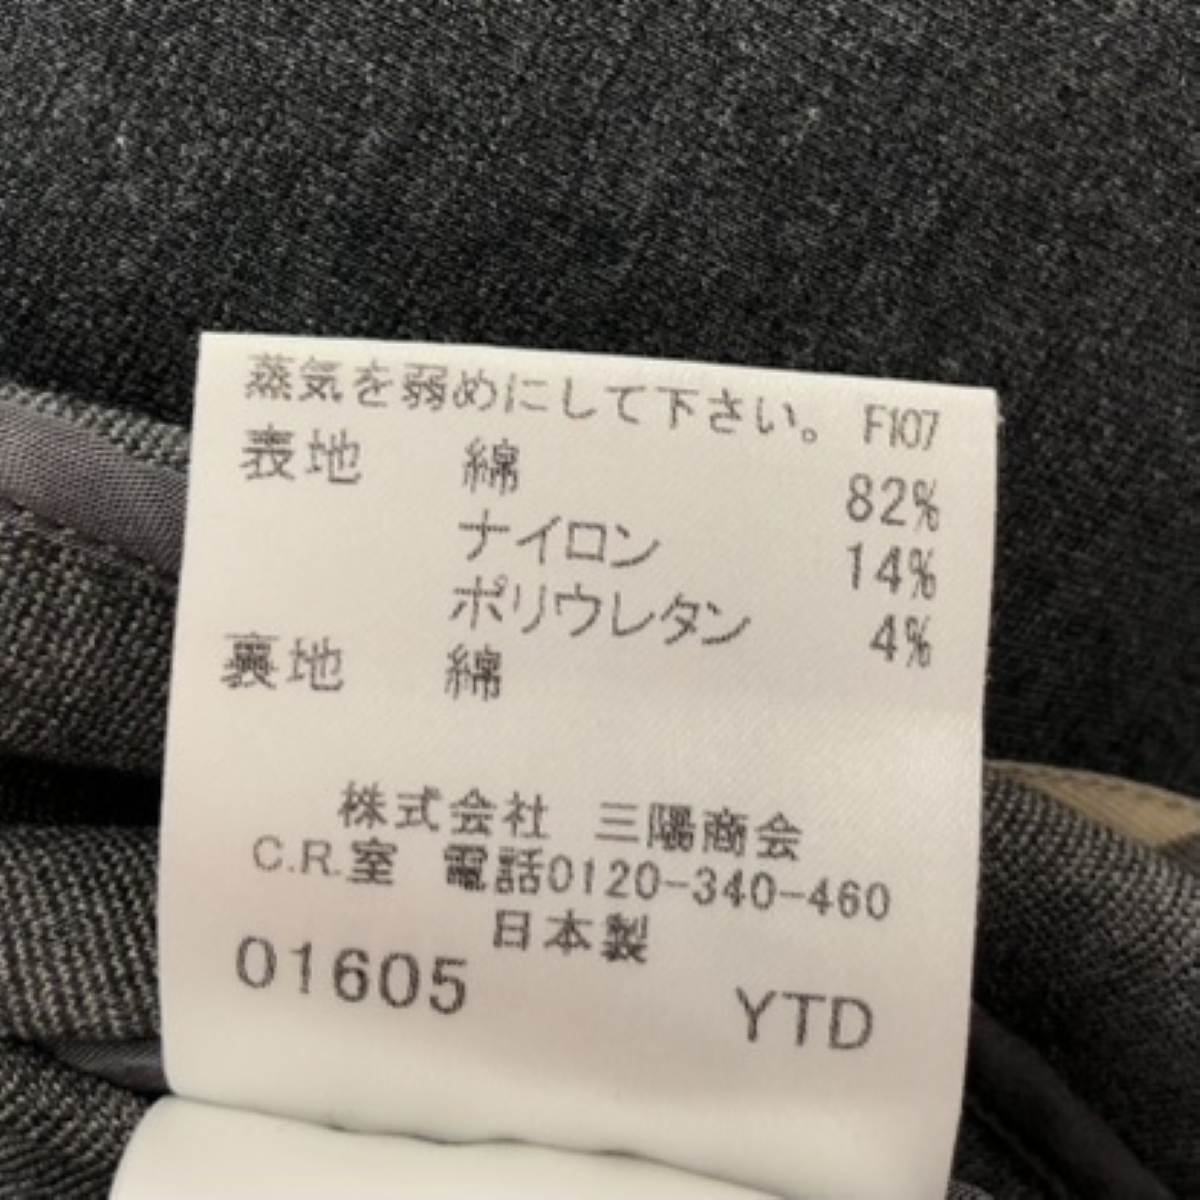 蒸気を弱めにして下さい。 F107
表地 綿 82%
ナイロン 14%
ポリウレタン 4%
裏地 綿
株式会社 三陽商会
C.R.室 電話0120-340-460
日本製
01605 YTD